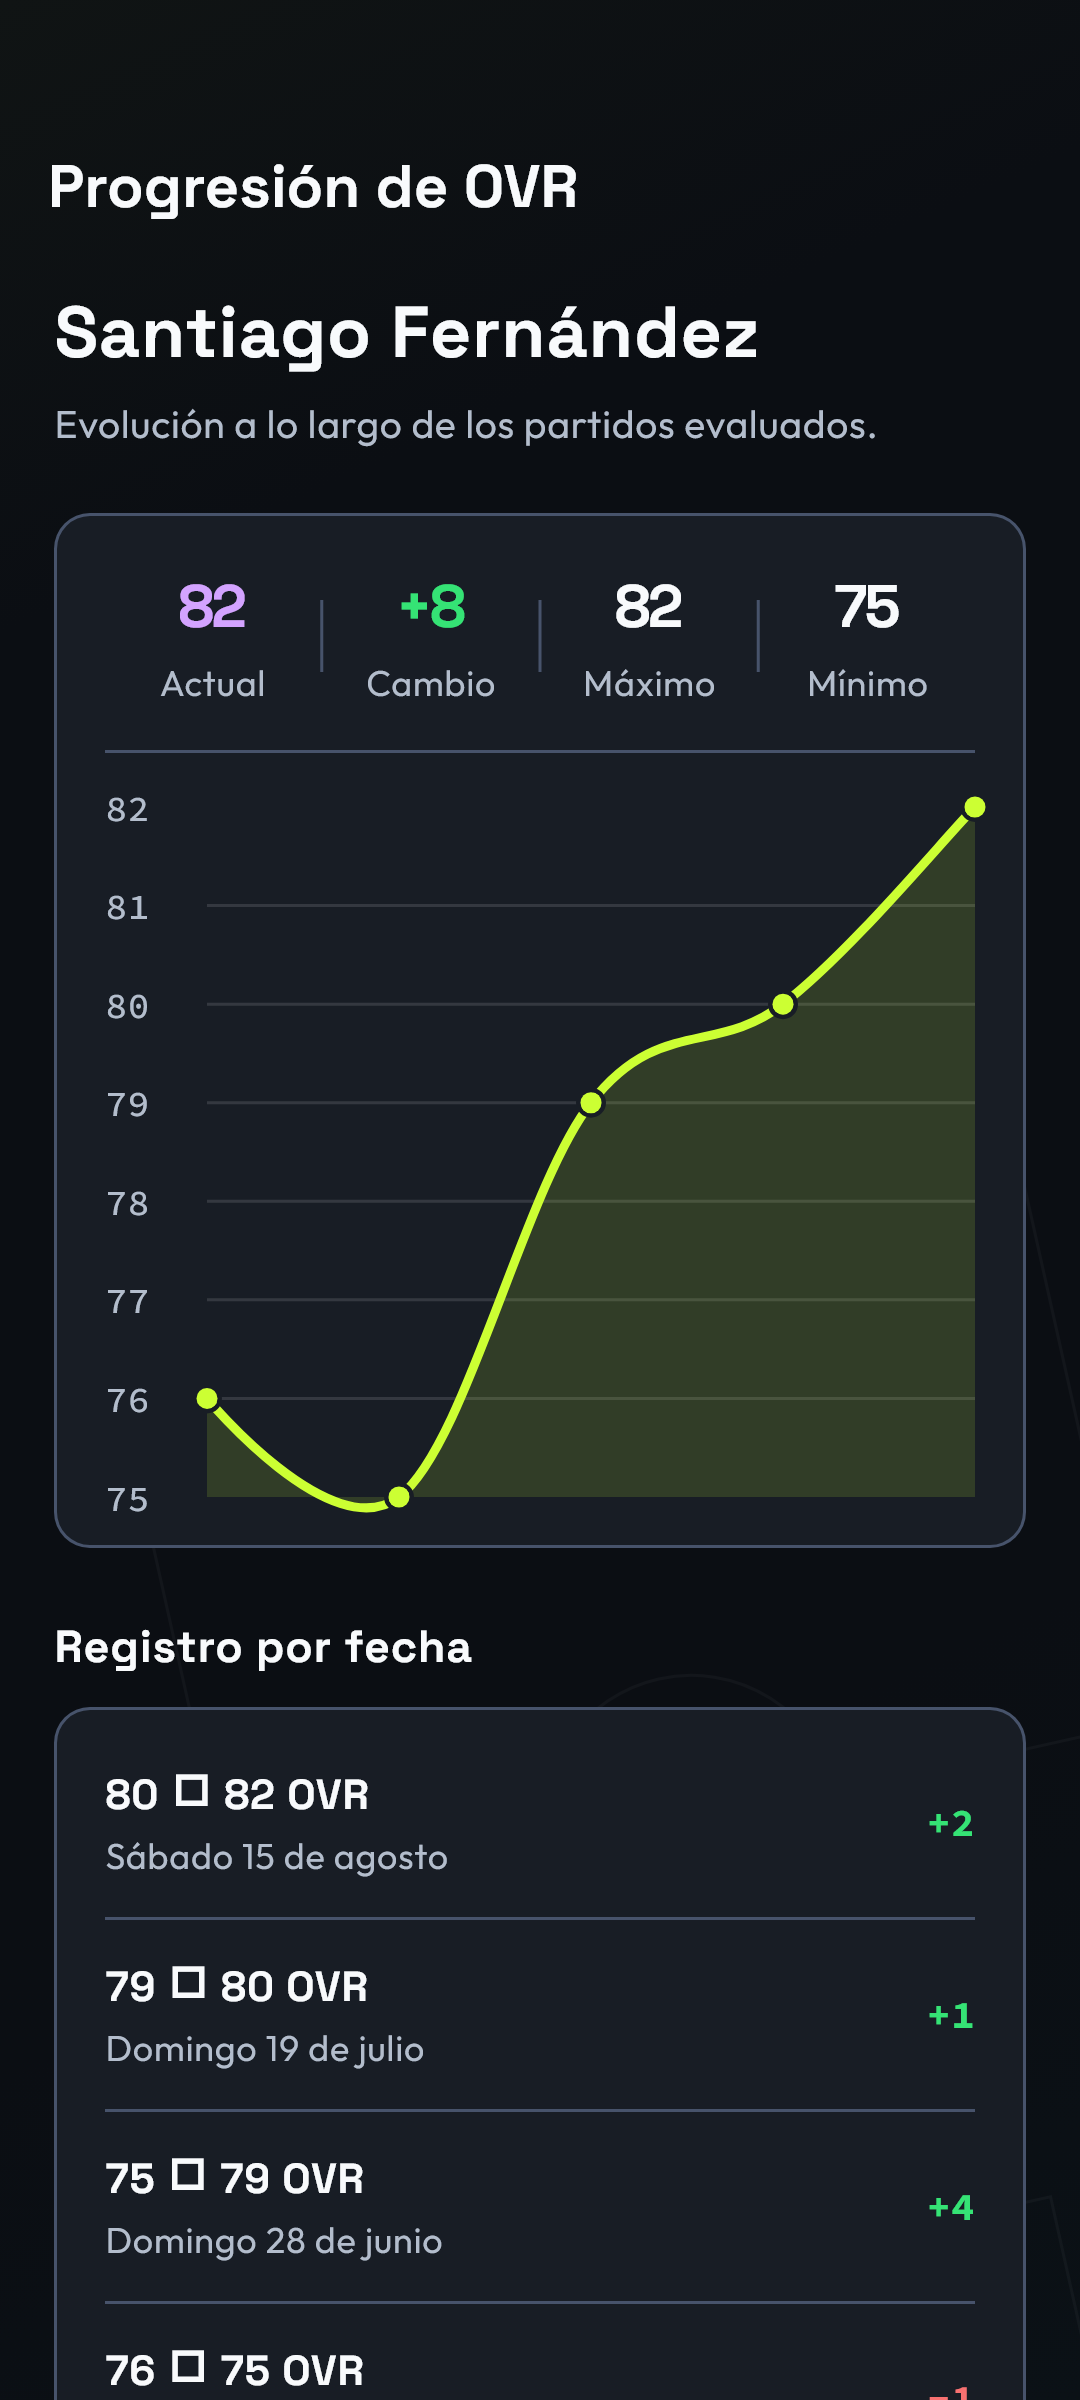 Progresión de OVR
Santiago Fernández
Evolución a lo largo de los partidos evaluados.
82 +8 82 75
Actual Cambio Máximo Mínimo
82
81
80
79
78
77
76
75
Registro por fecha
80 □ 82 OVR
+2
Sábado 15 de agosto
79 □ 80 OVR
+1
Domingo 19 de julio
75 □ 79 OVR
+4
Domingo 28 de junio
76 □ 75 OVR
-1